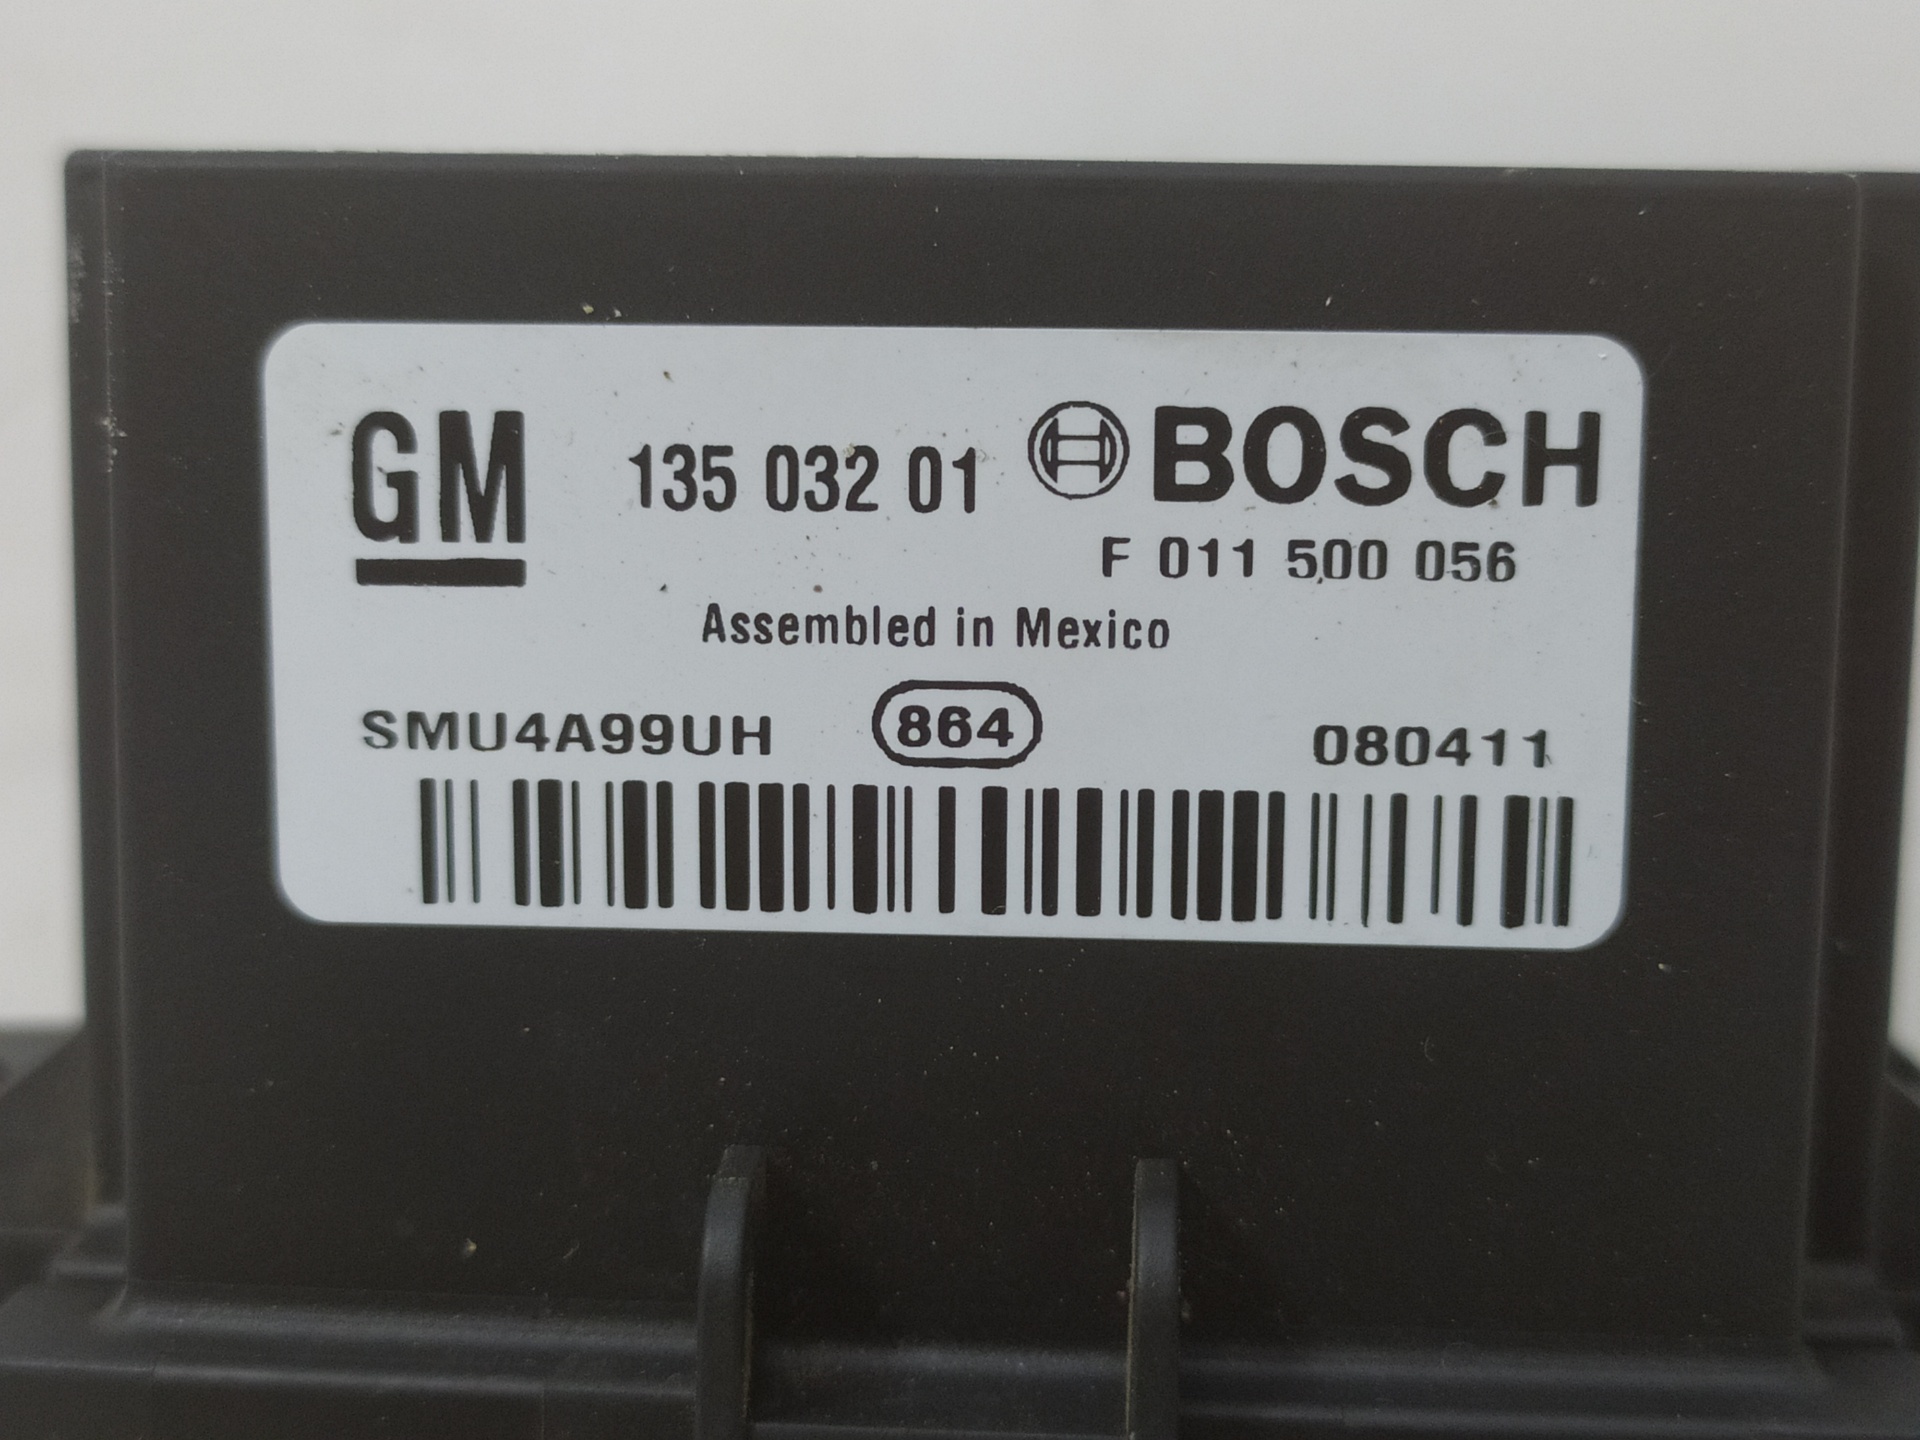 GM 135 032 01 BOSCH
F 011 500 056
Assembled in Mexico
SMU4A99UH 864 080411